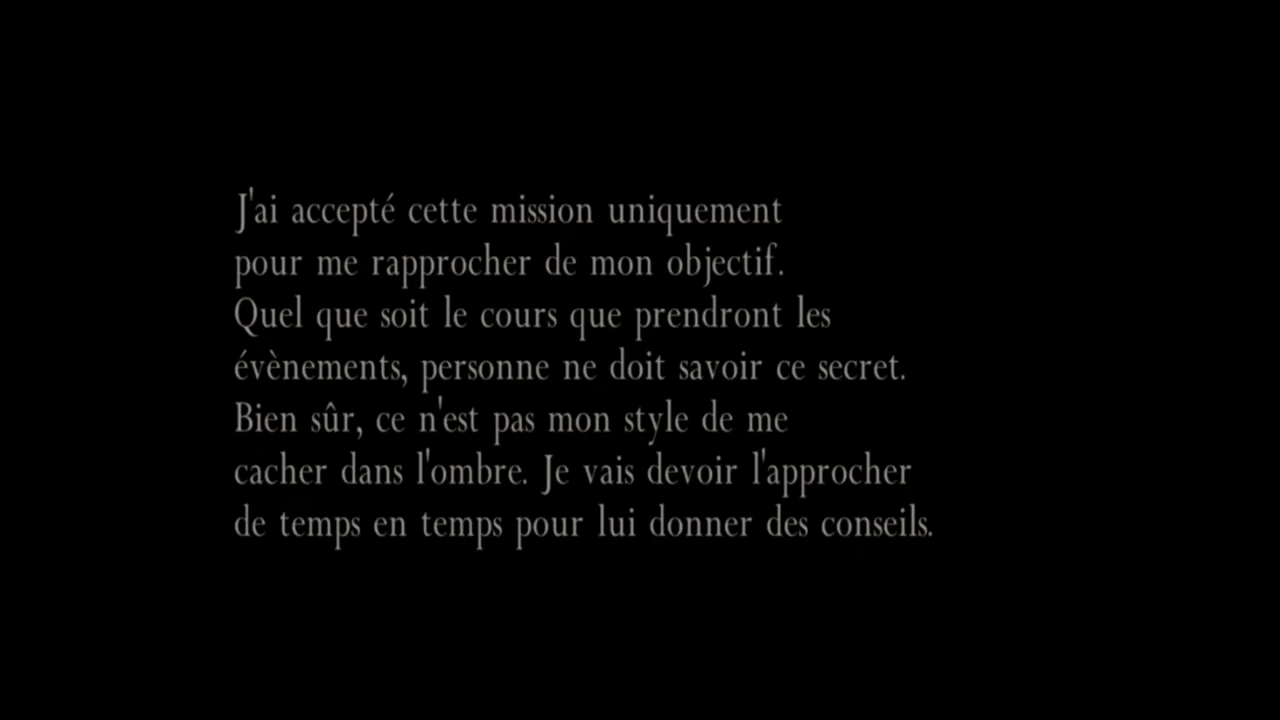 J'ai accepté cette mission uniquement
pour me rapprocher de mon objectif.
Quel que soit le cours que prendront les
évènements, personne ne doit savoir ce secret.
Bien sûr, ce n'est pas mon style de me
cacher dans l'ombre. Je vais devoir l'approcher
de temps en temps pour lui donner des conseils.